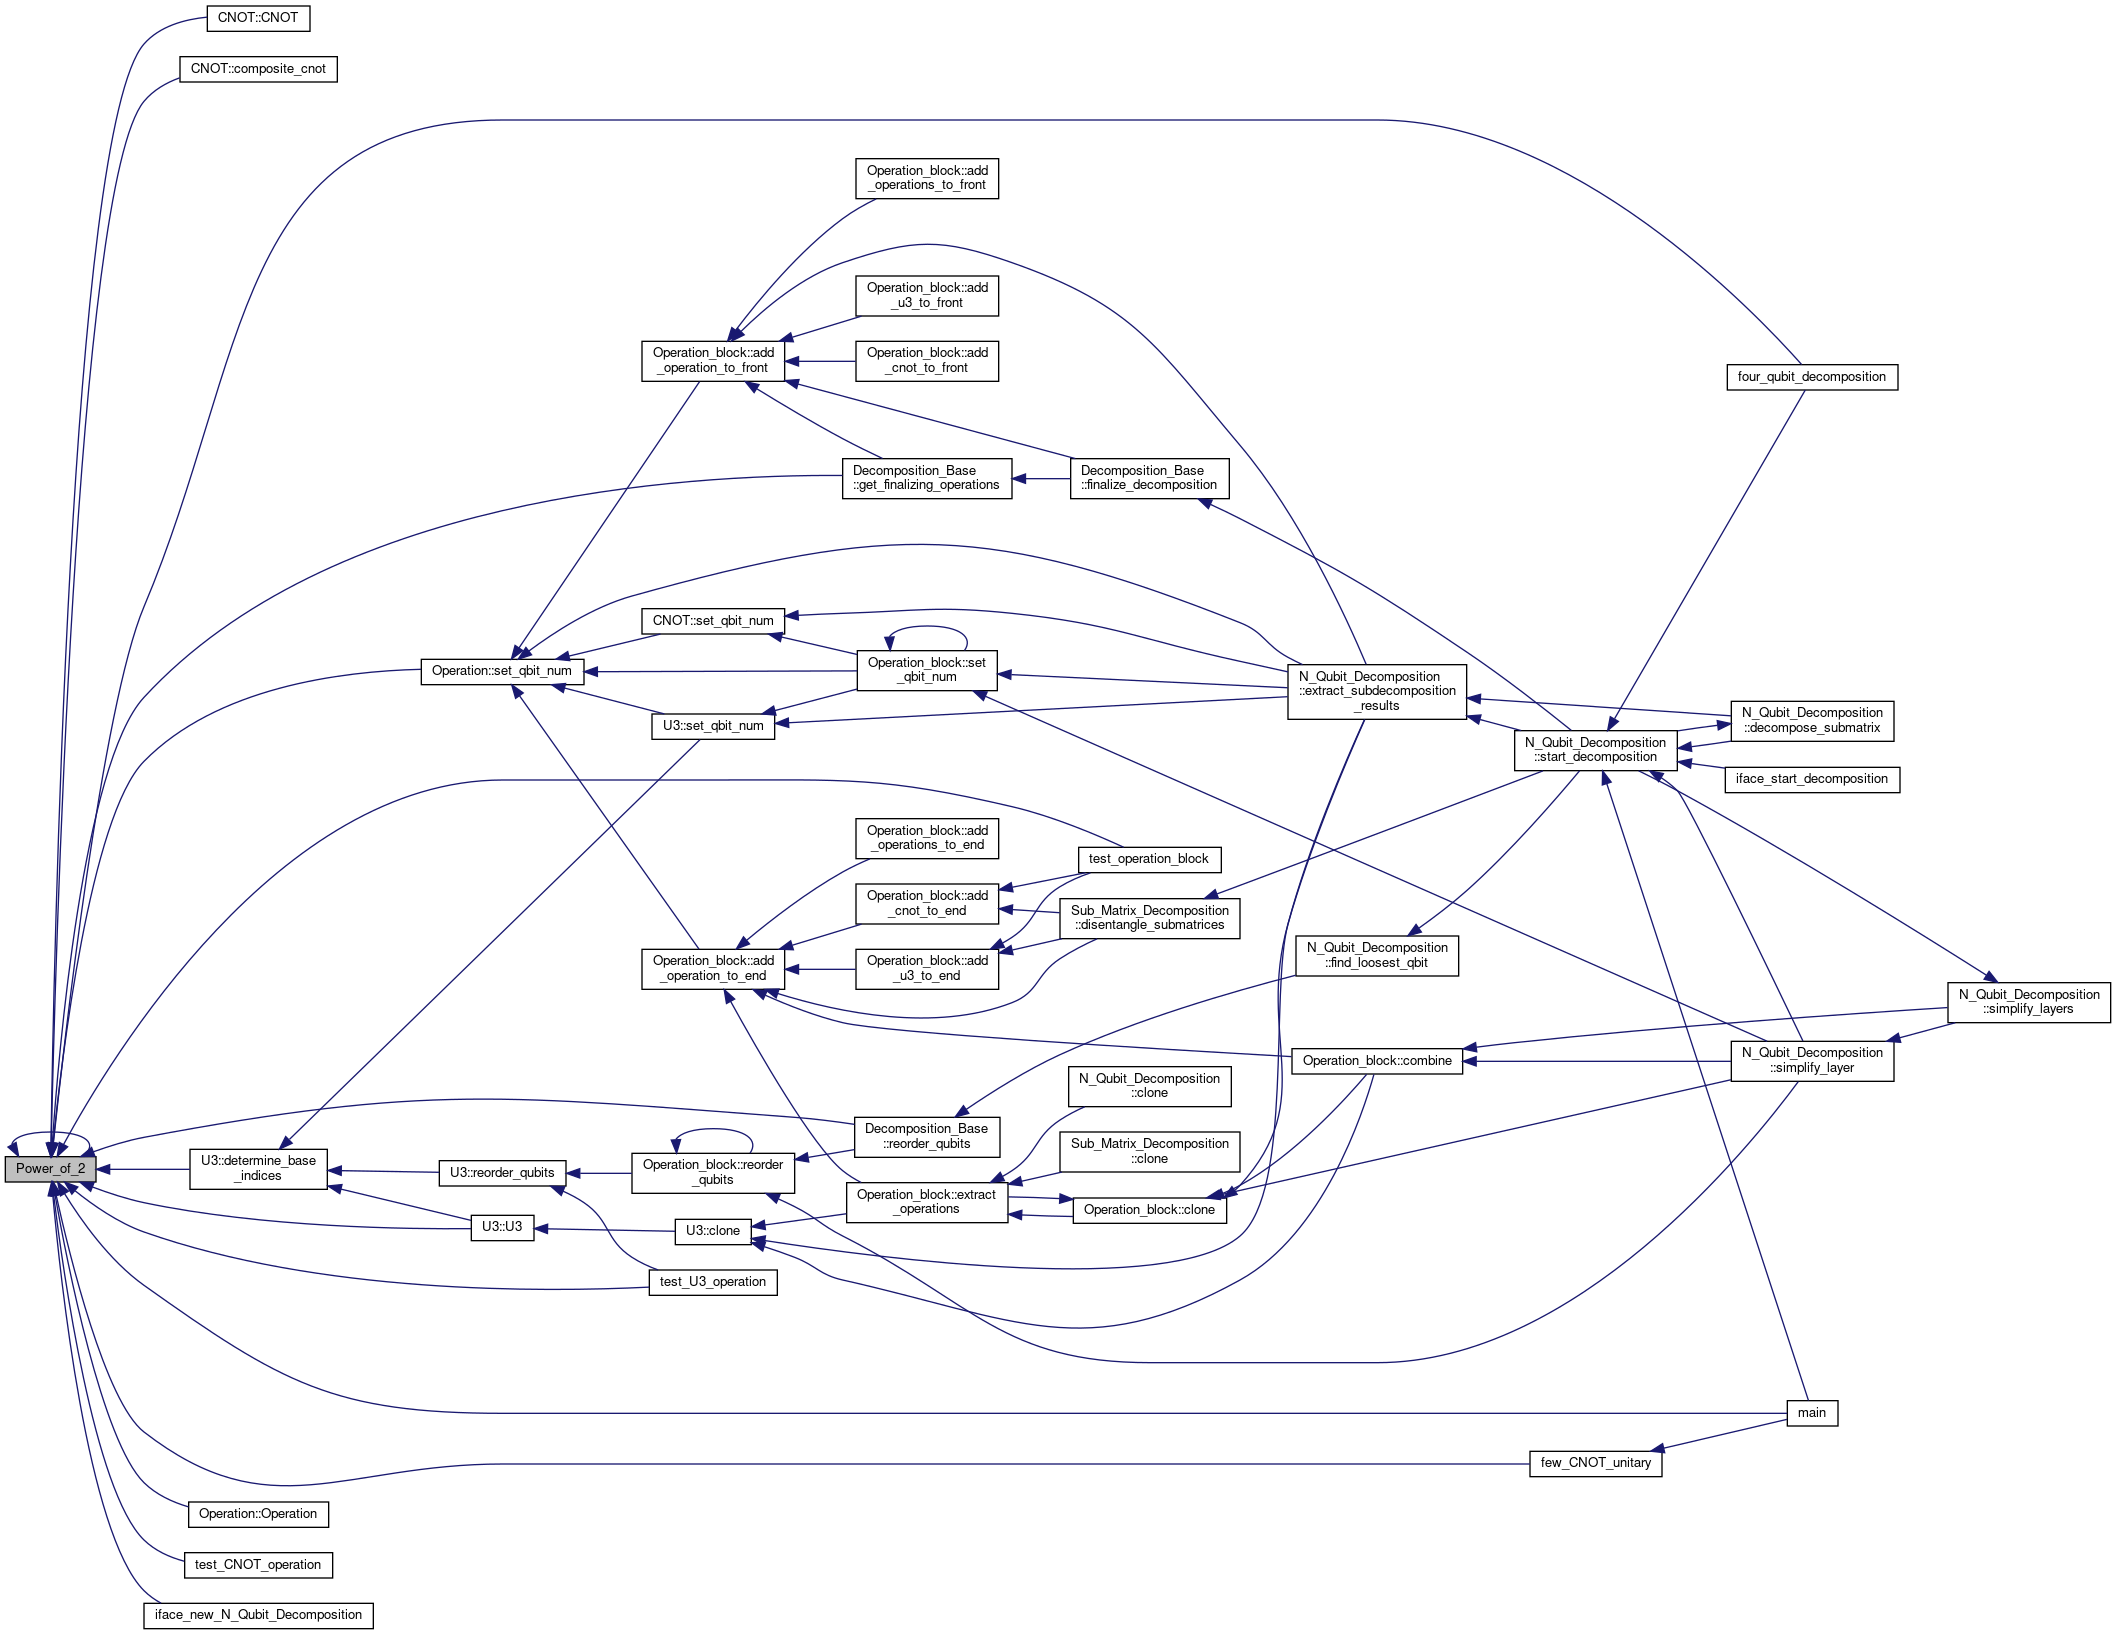 CNOT::CNOT
CNOT::composite_cnot
Operation_block::add
_operations_to_front
Operation_block::add
_u3_to_front
Operation_block::add
_operation_to_front
Operation_block::add
_cnot_to_front
four_qubit_decomposition
Decomposition_Base
::get_finalizing_operations
Decomposition_Base
::finalize_decomposition
CNOT::set_qbit_num
Operation::set_qbit_num
Operation_block::set
_qbit_num
U3::set_qbit_num
N_Qubit_Decomposition
::extract_subdecomposition
_results
N_Qubit_Decomposition
::start_decomposition
N_Qubit_Decomposition
::decompose_submatrix
iface_start_decomposition
Operation_block::add
_operations_to_end
test_operation_block
Operation_block::add
_cnot_to_end
Sub_Matrix_Decomposition
::disentangle_submatrices
Operation_block::add
_operation_to_end
Operation_block::add
_u3_to_end
N_Qubit_Decomposition
::find_loosest_qbit
N_Qubit_Decomposition
::simplify_layers
Operation_block::combine
N_Qubit_Decomposition
::simplify_layer
N_Qubit_Decomposition
::clone
Decomposition_Base
::reorder_qubits
Sub_Matrix_Decomposition
::clone
Power_of_2
U3::determine_base
_indices
U3::reorder_qubits
Operation_block::reorder
_qubits
Operation_block::extract
_operations
Operation_block::clone
U3::U3
U3::clone
test_U3_operation
main
few_CNOT_unitary
Operation::Operation
test_CNOT_operation
iface_new_N_Qubit_Decomposition